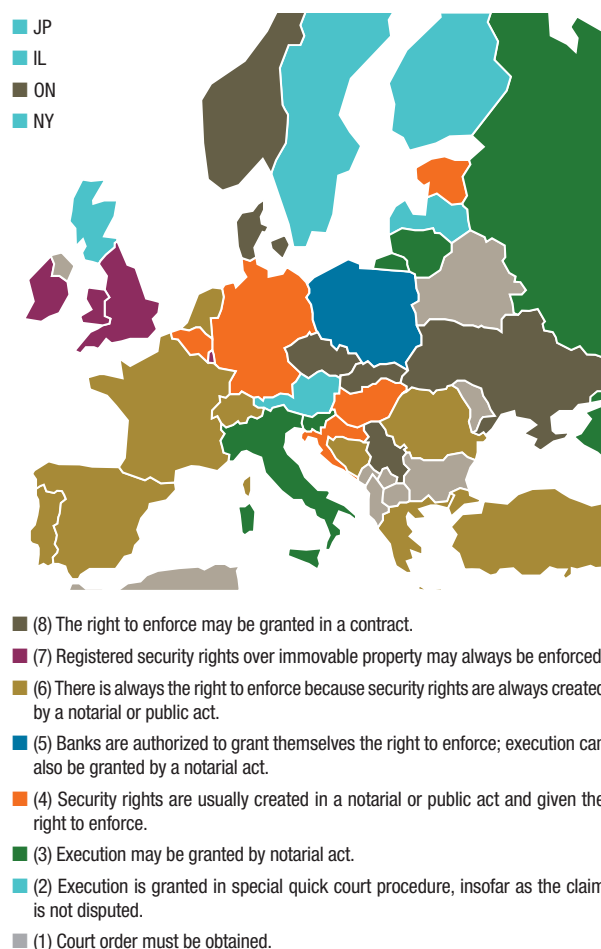 JP
IL
ON
NY
(8) The right to enforce may be granted in a contract.
(7) Registered security rights over immovable property may always be enforced
(6) There is always the right to enforce because security rights are always created
by a notarial or public act.
(5) Banks are authorized to grant themselves the right to enforce; execution can
also be granted by a notarial act.
(4) Security rights are usually created in a notarial or public act and given the
right to enforce.
(3) Execution may be granted by notarial act.
(2) Execution is granted in special quick court procedure, insofar as the claim
is not disputed.
(1) Court order must be obtained.